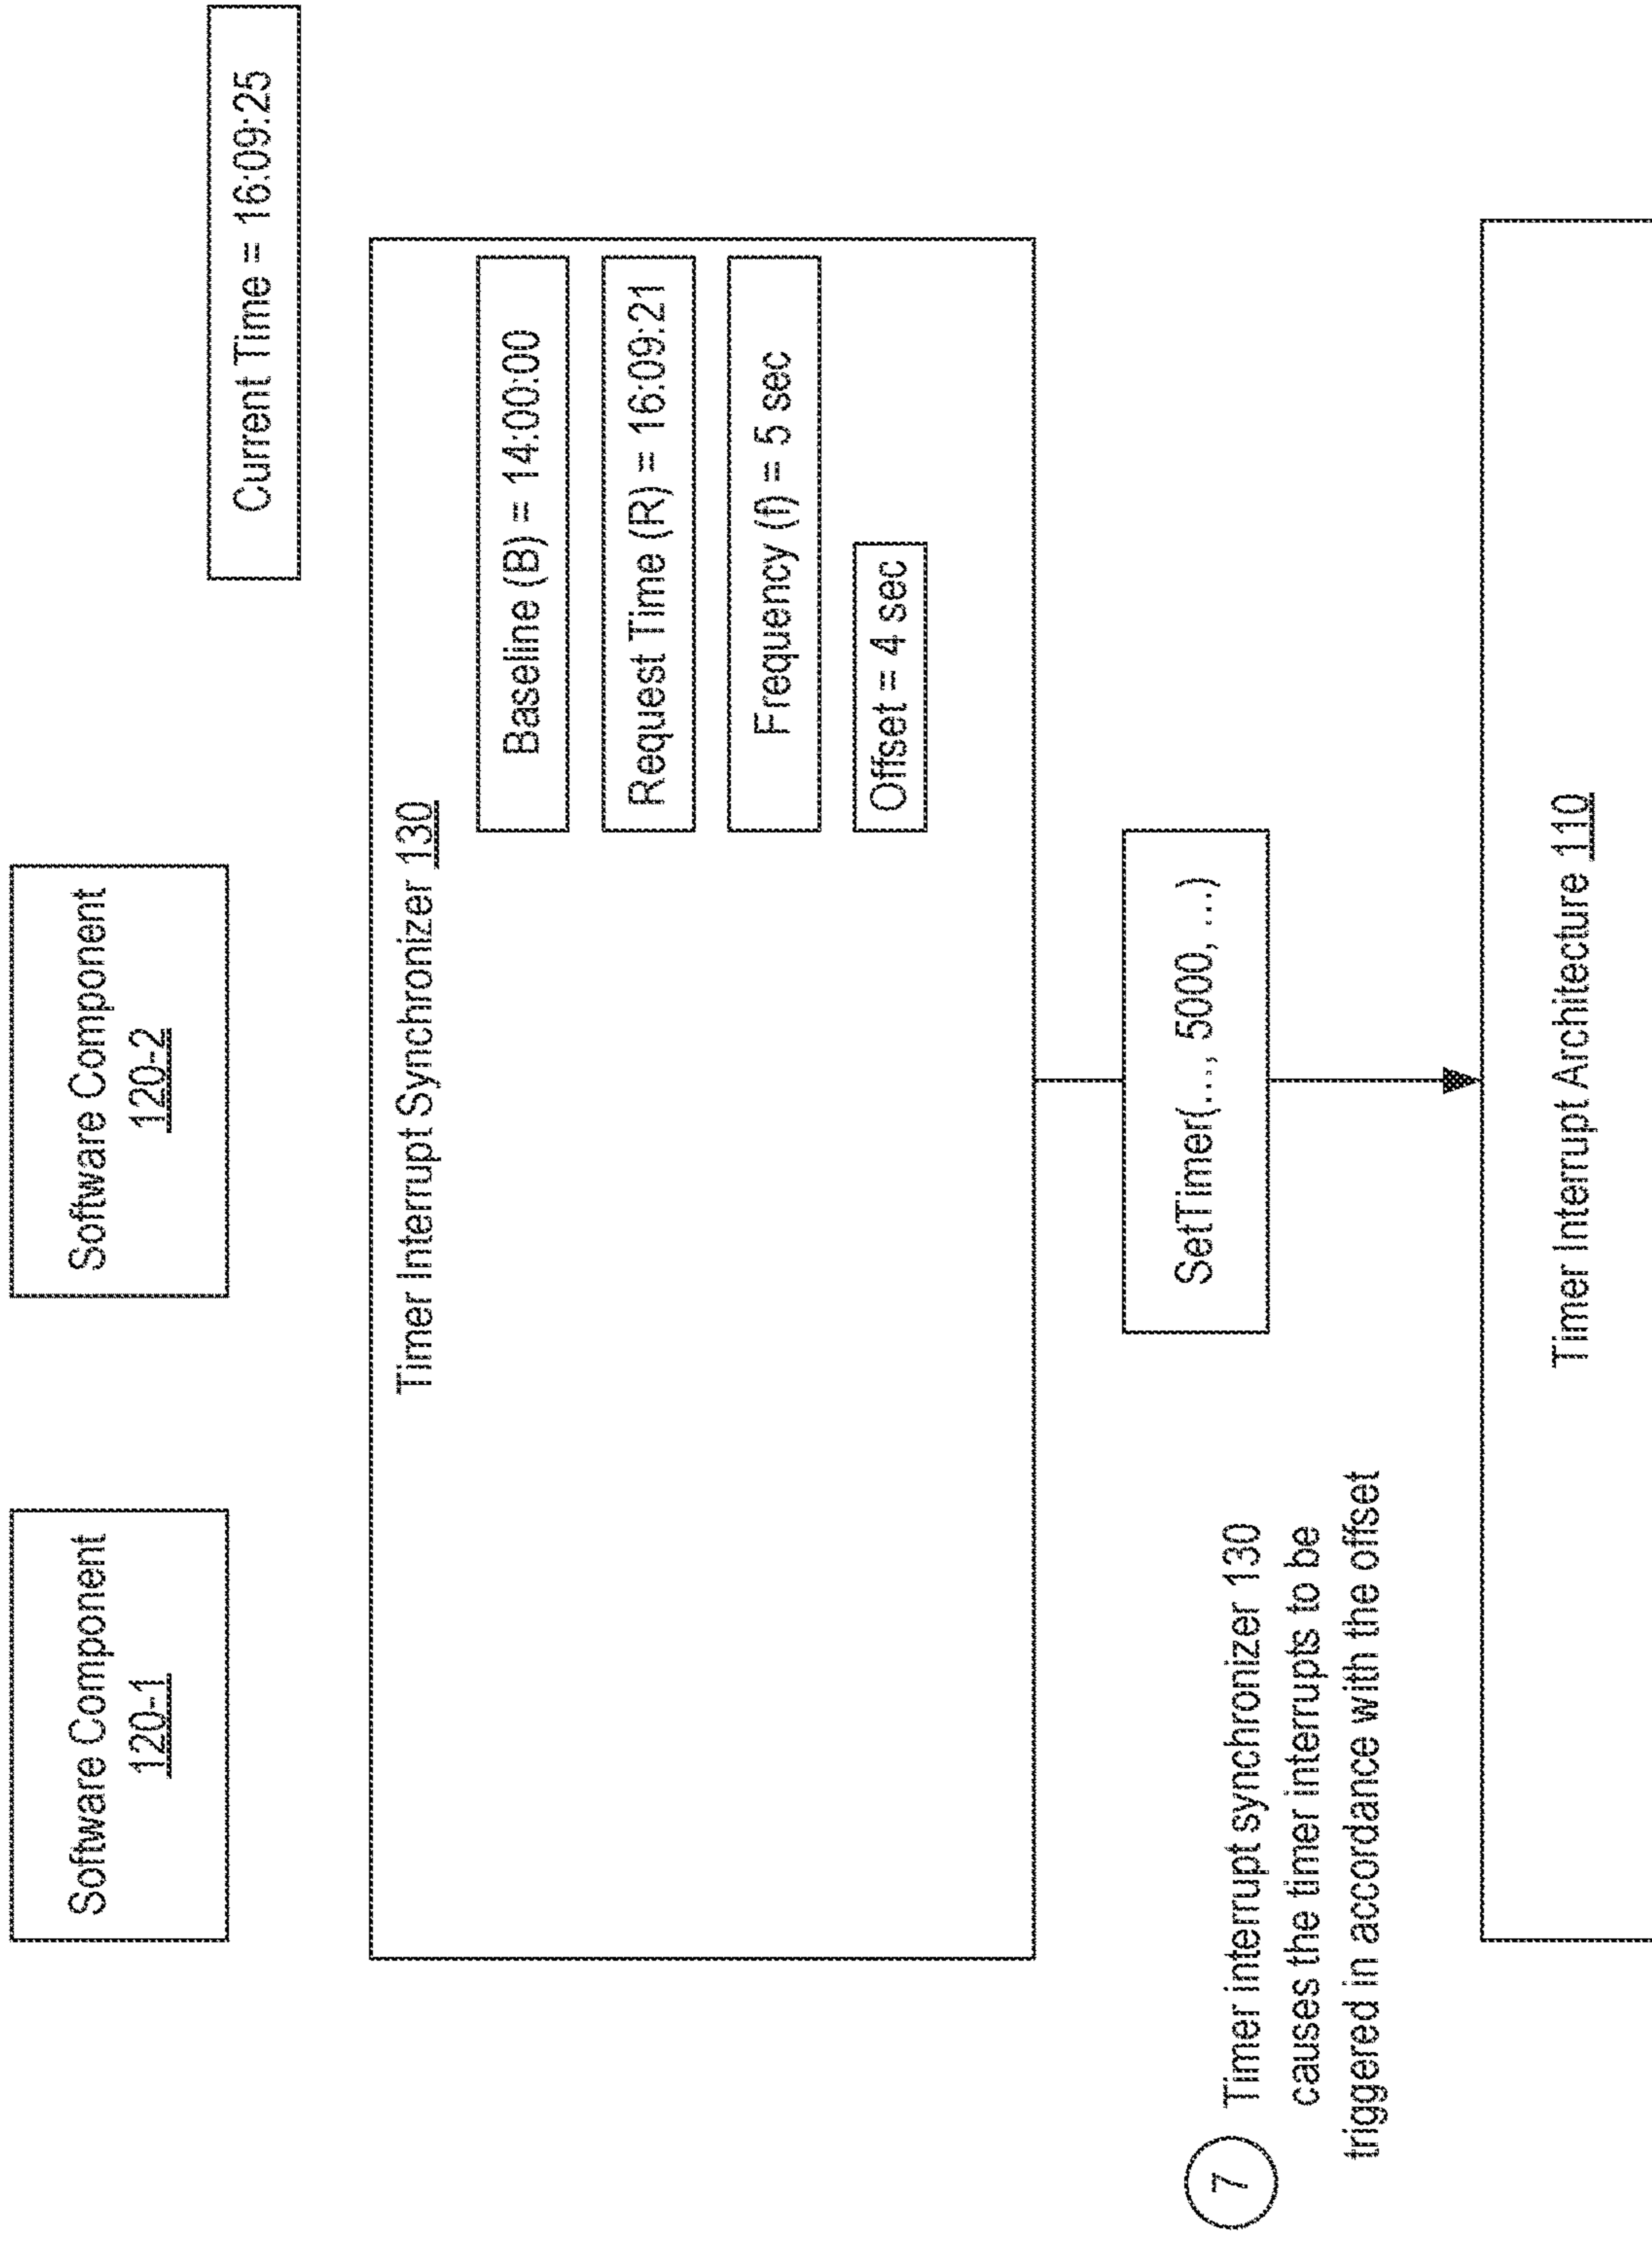 Current Time = 16:09:25
Software Component
120-1
Software Component
120-2
Timer Interrupt Synchronizer 130
Baseline (B) = 14:00:00
Request Time (R) = 16:09:21
Frequency (f) = 5 sec
Offset = 4 sec
7
Timer interrupt synchronizer 130
causes the timer interrupts to be
triggered in accordance with the offset
SetTimer(..., 5000, ...)
Timer Interrupt Architecture 110